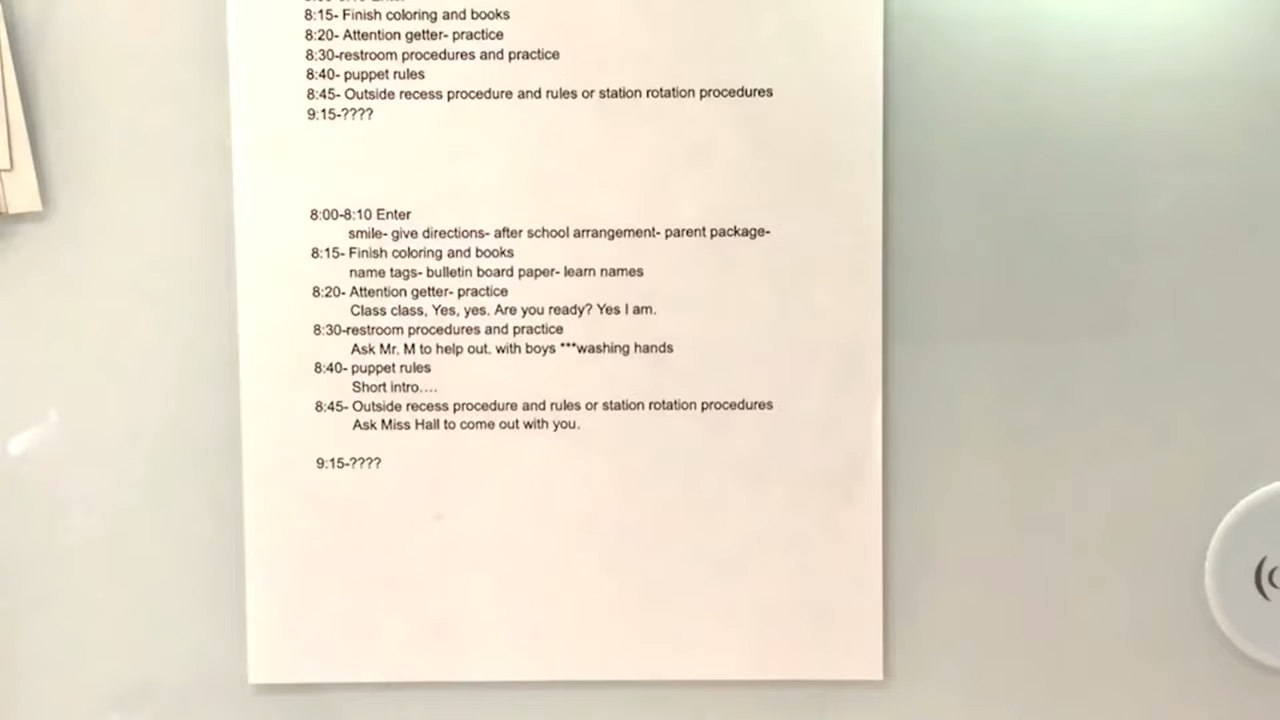 8:15- Finish coloring and books
8:20- Attention getter- practice
8:30-restroom procedures and practice
8:40- puppet rules
8:45- Outside recess procedure and rules or station rotation procedures
9:15-????
8:00-8:10 Enter
smile- give directions- after school arrangement- parent package-
8:15- Finish coloring and books
name tags- bulletin board paper- learn names
8:20- Attention getter- practice
Class class, Yes, yes. Are you ready? Yes I am.
8:30-restroom procedures and practice
Ask Mr. M to help out. with boys ***washing hands
8:40- puppet rules
Short intro....
8:45- Outside recess procedure and rules or station rotation procedures
Ask Miss Hall to come out with you.
9:15-????